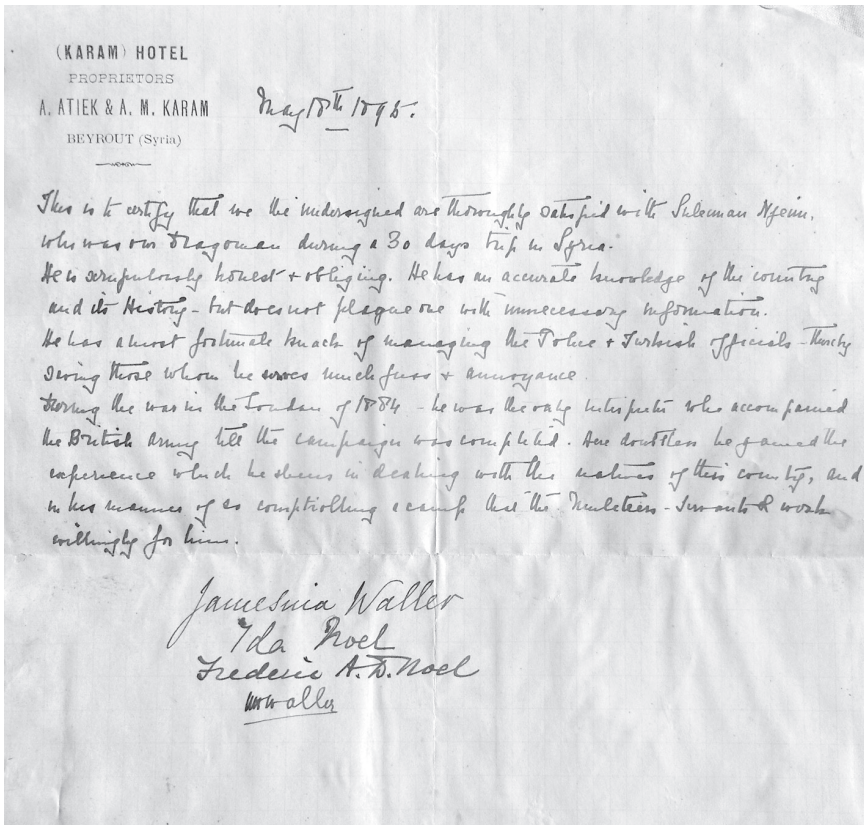 (KARAM) HOTEL
PROPRIETORS
A. ATIEK & A. M. KARAM
BEYROUT (Syria)
May 18th 1895.
This is to certify that we the undersigned are thoroughly satisfied with Suleiman Njeim,
who was our Dragoman during a 30 days trip in Syria.
He is scrupulously honest + obliging. He has an accurate knowledge of the country
and its History - but does not plague one with unnecessary information.
He has a most fortunate knack of managing the Police + Turkish officials - thereby
saving those whom he serves much fuss + annoyance.
During the war in the Soudan of 1884 - he was the only interpreter who accompanied
the British Army till the campaign was completed. Here doubtless he gained the
experience which he shews in dealing with the natives of this country, and
in his manner of so comptrolling a camp that the Muleteers - Servants & work
willingly for him.
Jamesina Waller
Ida Noel
Frederic A. D. Noel
Waller